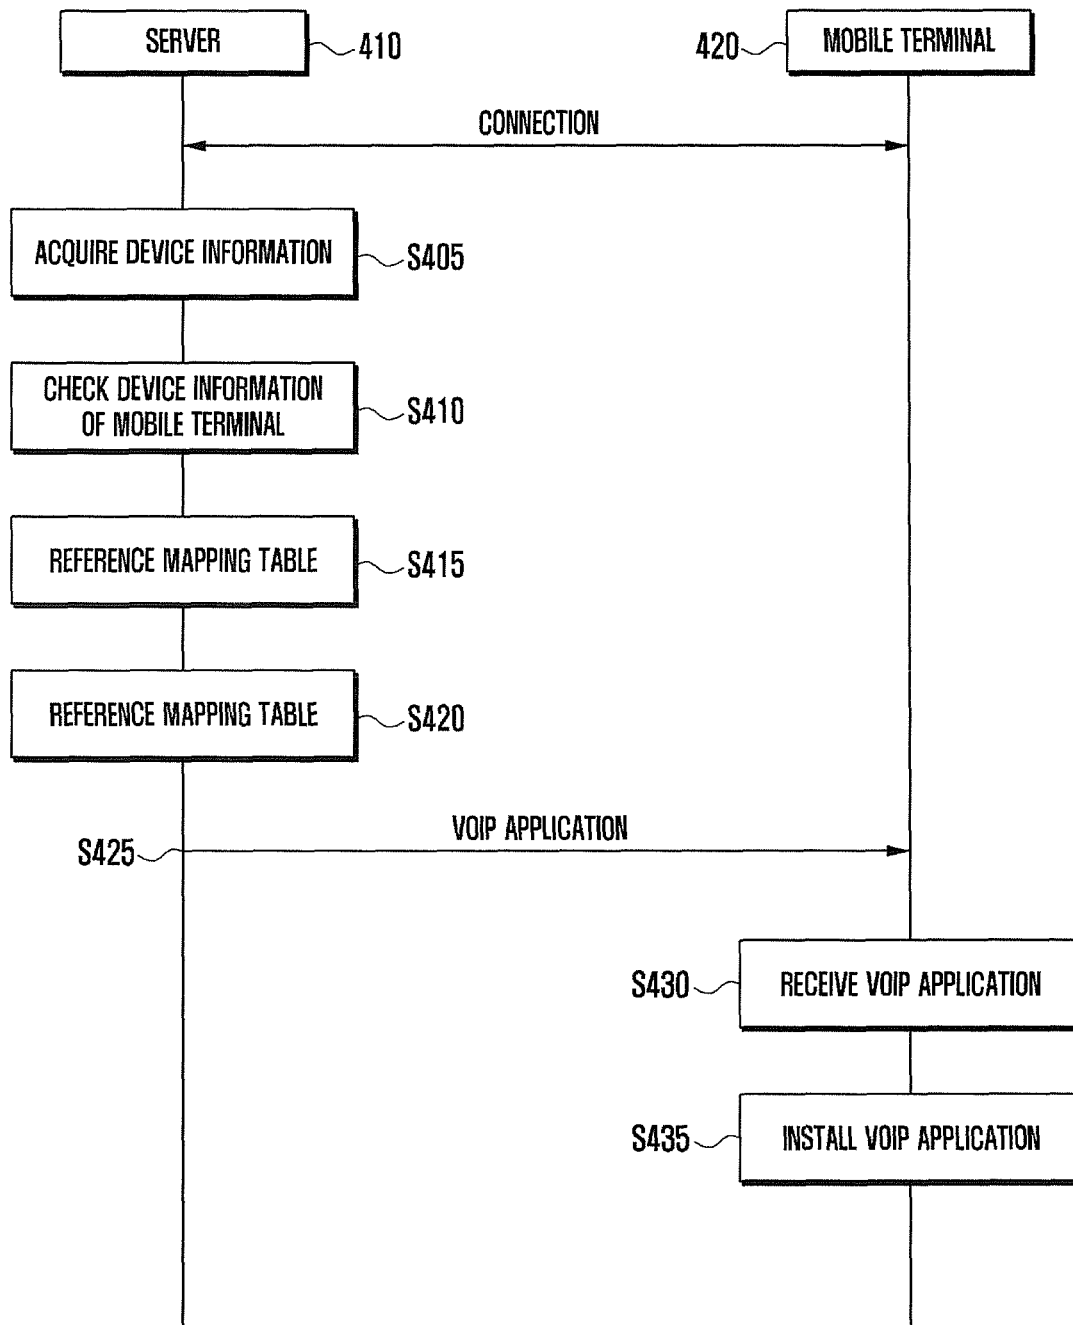 SERVER 410 420 MOBILE TERMINAL
CONNECTION
ACQUIRE DEVICE INFORMATION S405
CHECK DEVICE INFORMATION
OF MOBILE TERMINAL S410
REFERENCE MAPPING TABLE S415
REFERENCE MAPPING TABLE S420
VOIP APPLICATION
S425
S430 RECEIVE VOIP APPLICATION
S435 INSTALL VOIP APPLICATION